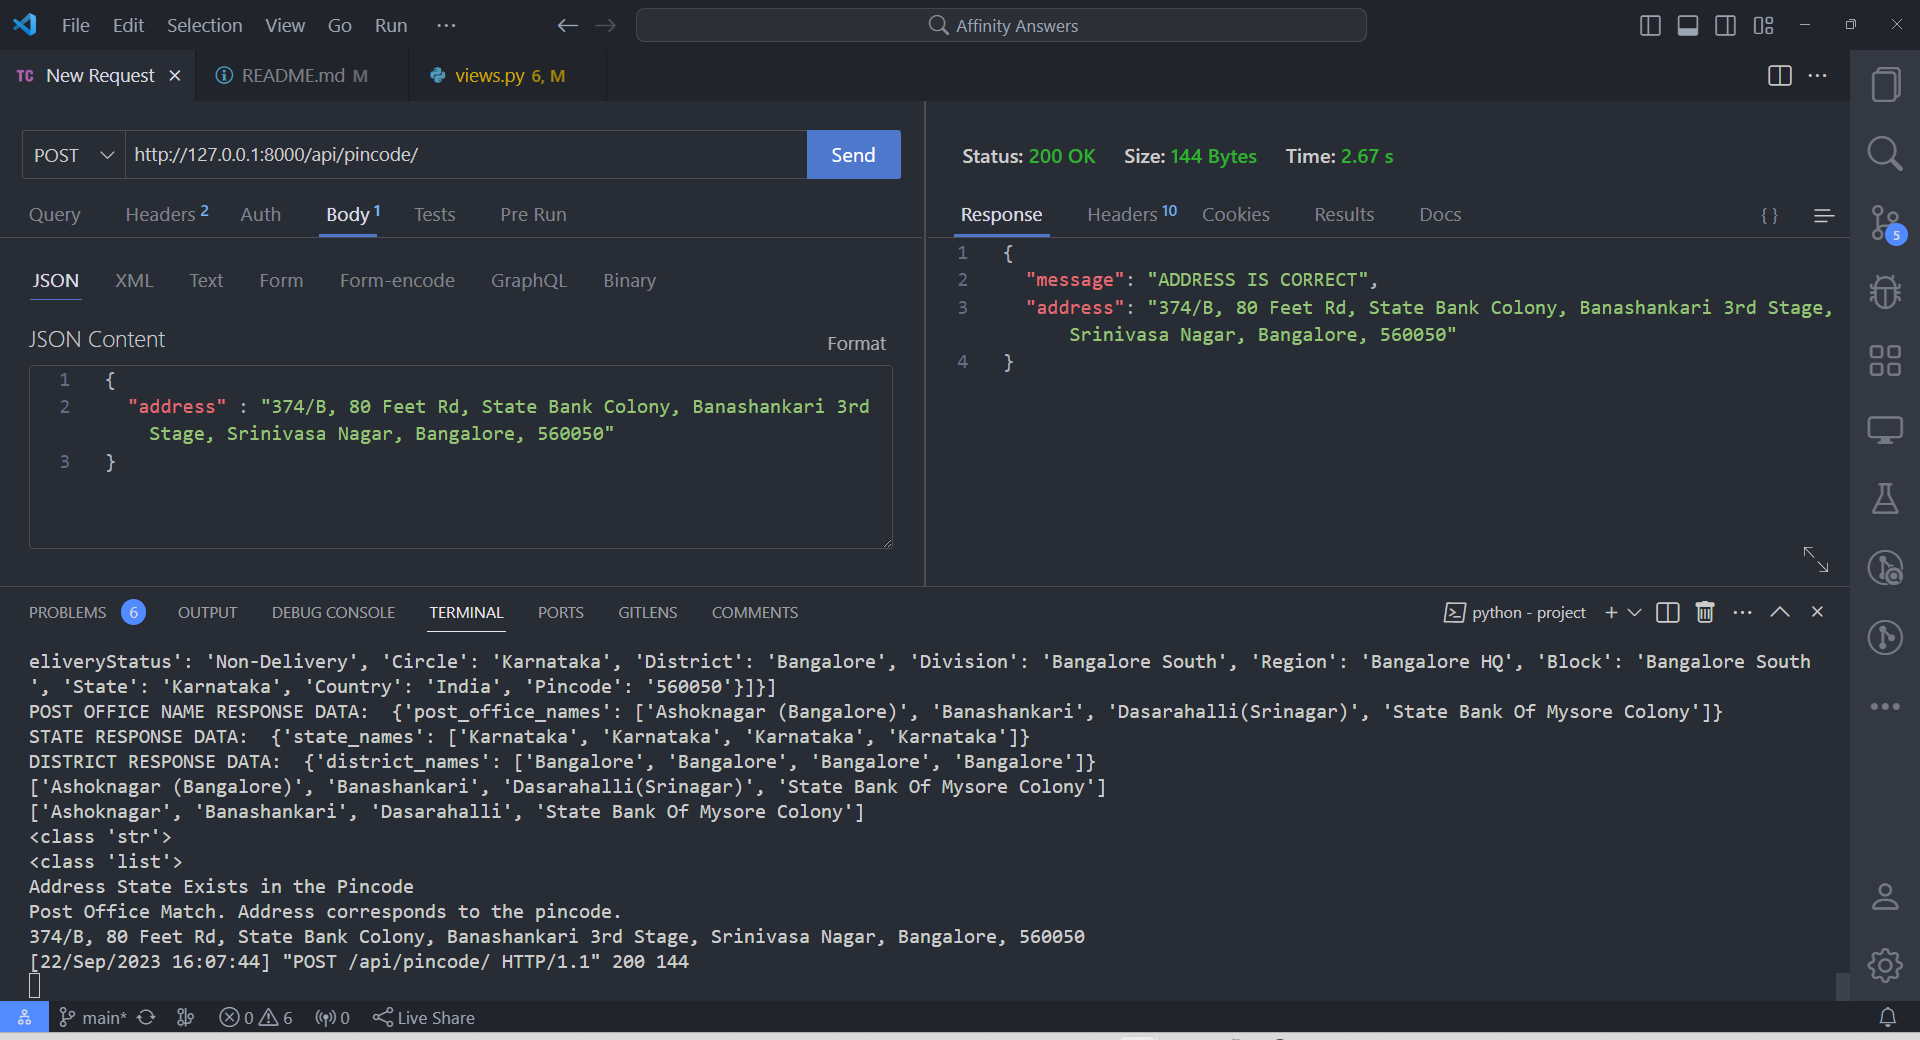 File Edit Selection View Go Run ··· Affinity Answers
TC New Request README.md M views.py 6, M
POST http://127.0.0.1:8000/api/pincode/ Send
Status: 200 OK Size: 144 Bytes Time: 2.67 s
Query Headers 2 Auth Body 1 Tests Pre Run
Response Headers 10 Cookies Results Docs { }
JSON XML Text Form Form-encode GraphQL Binary
JSON Content
Format
1 {
2 "address" : "374/B, 80 Feet Rd, State Bank Colony, Banashankari 3rd
Stage, Srinivasa Nagar, Bangalore, 560050"
3 }
1 {
2 "message": "ADDRESS IS CORRECT",
3 "address": "374/B, 80 Feet Rd, State Bank Colony, Banashankari 3rd Stage,
Srinivasa Nagar, Bangalore, 560050"
4 }
5
PROBLEMS 6 OUTPUT DEBUG CONSOLE TERMINAL PORTS GITLENS COMMENTS python - project
eliveryStatus': 'Non-Delivery', 'Circle': 'Karnataka', 'District': 'Bangalore', 'Division': 'Bangalore South', 'Region': 'Bangalore HQ', 'Block': 'Bangalore South
', 'State': 'Karnataka', 'Country': 'India', 'Pincode': '560050'}]}]
POST OFFICE NAME RESPONSE DATA:  {'post_office_names': ['Ashoknagar (Bangalore)', 'Banashankari', 'Dasarahalli(Srinagar)', 'State Bank Of Mysore Colony']}
STATE RESPONSE DATA:  {'state_names': ['Karnataka', 'Karnataka', 'Karnataka', 'Karnataka']}
DISTRICT RESPONSE DATA:  {'district_names': ['Bangalore', 'Bangalore', 'Bangalore', 'Bangalore']}
['Ashoknagar (Bangalore)', 'Banashankari', 'Dasarahalli(Srinagar)', 'State Bank Of Mysore Colony']
['Ashoknagar', 'Banashankari', 'Dasarahalli', 'State Bank Of Mysore Colony']
<class 'str'>
<class 'list'>
Address State Exists in the Pincode
Post Office Match. Address corresponds to the pincode.
374/B, 80 Feet Rd, State Bank Colony, Banashankari 3rd Stage, Srinivasa Nagar, Bangalore, 560050
[22/Sep/2023 16:07:44] "POST /api/pincode/ HTTP/1.1" 200 144
main* 0 6 0 Live Share